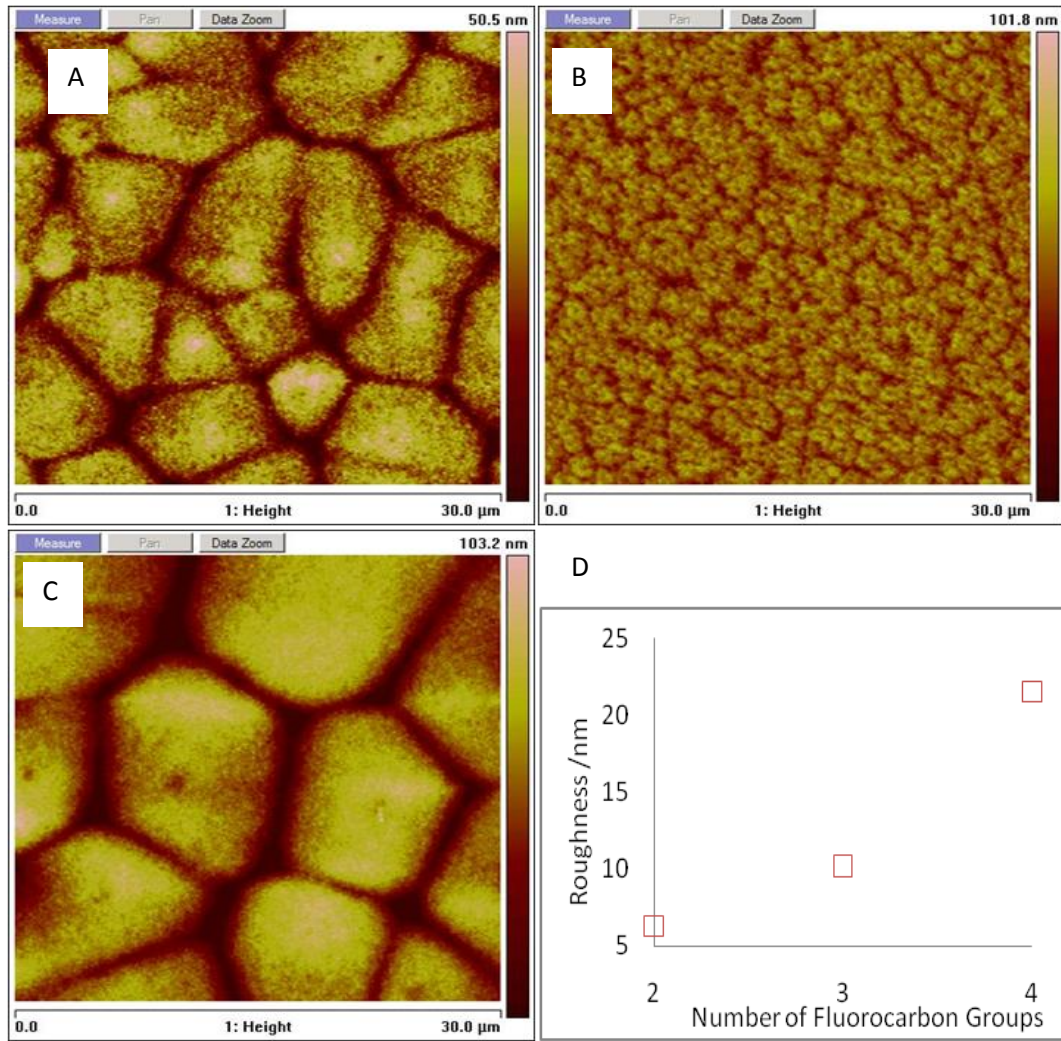 Measure Pan Data Zoom 50.5 nm
A
0.0 1: Height 30.0 µm
Measure Pan Data Zoom 101.8 nm
B
0.0 1: Height 30.0 µm
Measure Pan Data Zoom 103.2 nm
C
0.0 1: Height 30.0 µm
D
Roughness /nm
25
20
15
10
5
2 3 4
Number of Fluorocarbon Groups